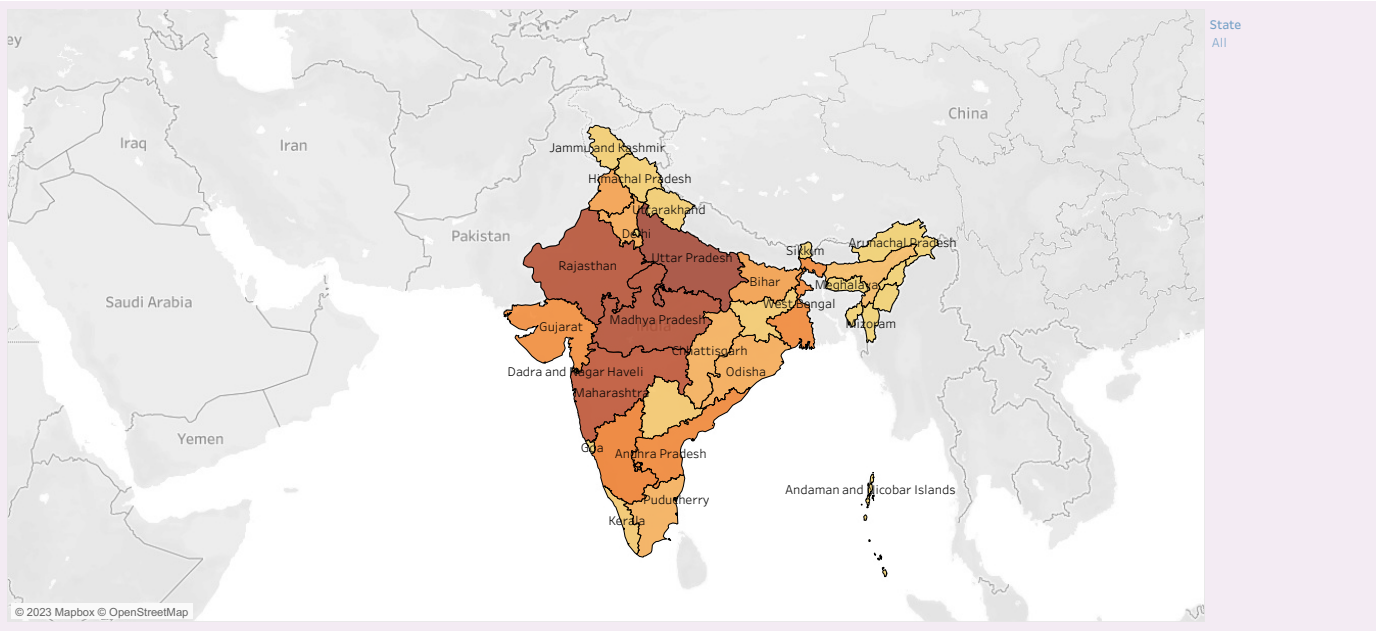 State
All
ey
China
Iraq
Iran
Jammu and Kashmir
Himachal Pradesh
Uttarakhand
Pakistan
Delhi
Sikkim
Arunachal Pradesh
Uttar Pradesh
Rajasthan
Bihar
Meghalaya
Saudi Arabia
West Bengal
Madhya Pradesh
India
Mizoram
Gujarat
Chhattisgarh
Dadra and Nagar Haveli
Odisha
Maharashtra
Yemen
Goa
Andhra Pradesh
Andaman and Nicobar Islands
Puducherry
Kerala
© 2023 Mapbox © OpenStreetMap